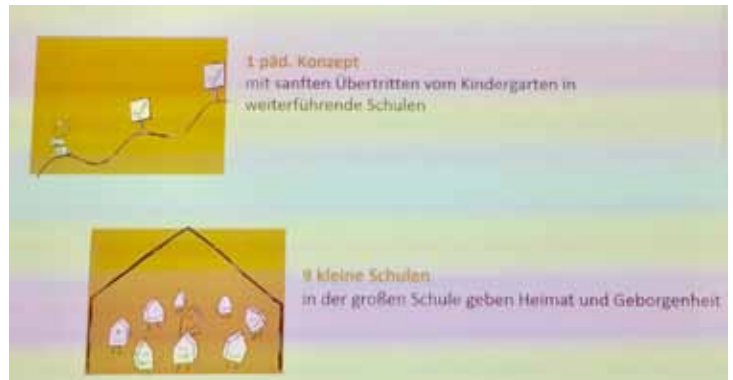 1 päd. Konzept
mit sanften Übertritten vom Kindergarten in
weiterführende Schulen
9 kleine Schulen
in der großen Schule geben Heimat und Geborgenheit